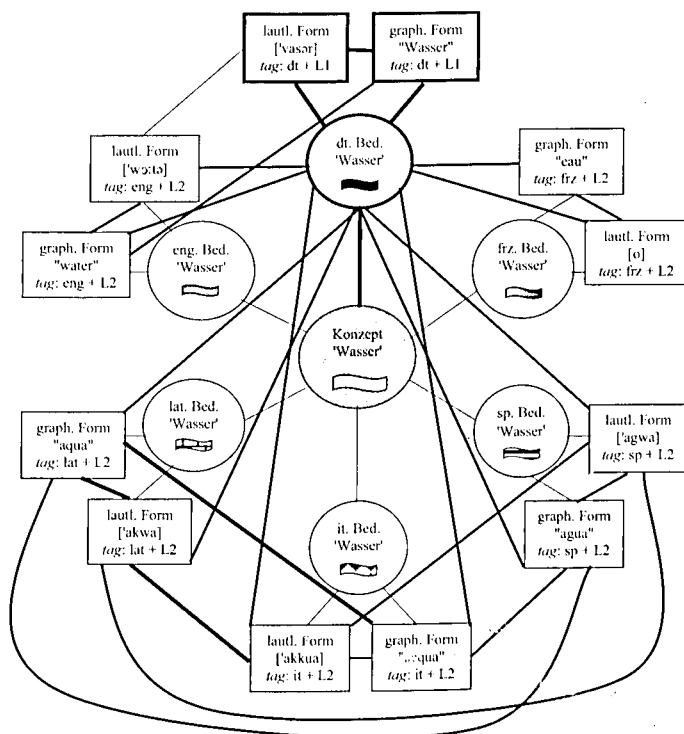 lautl. Form
['vasər]
tag: dt + L1
graph. Form
"Wasser"
tag: dt + L1
lautl. Form
['wɔ:tə]
tag: eng + L2
dt. Bed.
'Wasser'
graph. Form
"eau"
tag: frz + L2
graph. Form
"water"
tag: eng + L2
eng. Bed.
'Wasser'
frz. Bed.
'Wasser'
lautl. Form
[o]
tag: frz + L2
Konzept
'Wasser'
graph. Form
"aqua"
tag: lat + L2
lat. Bed.
'Wasser'
sp. Bed.
'Wasser'
lautl. Form
['agwa]
tag: sp + L2
lautl. Form
['akwa]
tag: lat + L2
it. Bed.
'Wasser'
graph. Form
"agua"
tag: sp + L2
lautl. Form
['akkua]
tag: it + L2
graph. Form
tag: it + L2